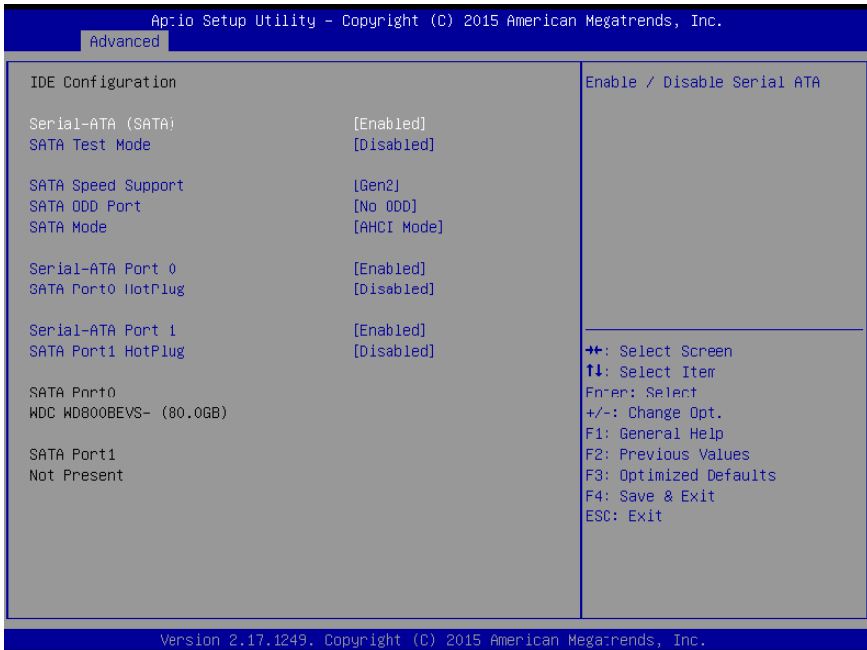 Aptio Setup Utility – Copyright (C) 2015 American Megatrends, Inc.
Advanced
IDE Configuration
Serial-ATA (SATA) [Enabled]
SATA Test Mode [Disabled]
SATA Speed Support [Gen2]
SATA ODD Port [No ODD]
SATA Mode [AHCI Mode]
Serial-ATA Port 0 [Enabled]
SATA Port0 HotPlug [Disabled]
Serial-ATA Port 1 [Enabled]
SATA Port1 HotPlug [Disabled]
SATA Port0
WDC WD800BEVS- (80.0GB)
SATA Port1
Not Present
Enable / Disable Serial ATA
→←: Select Screen
↑↓: Select Item
Enter: Select
+/-: Change Opt.
F1: General Help
F2: Previous Values
F3: Optimized Defaults
F4: Save & Exit
ESC: Exit
Version 2.17.1249. Copyright (C) 2015 American Megatrends, Inc.